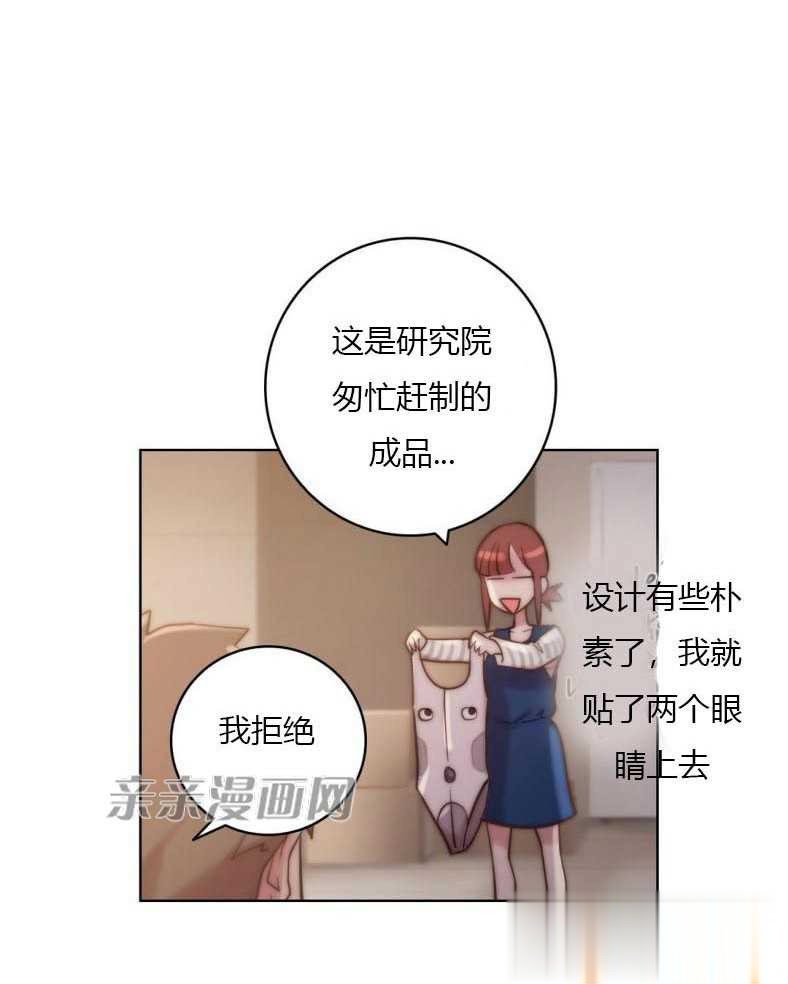 这是研究院
匆忙赶制的
成品...
设计有些朴
素了，我就
贴了两个眼
睛上去
我拒绝
亲亲漫画网